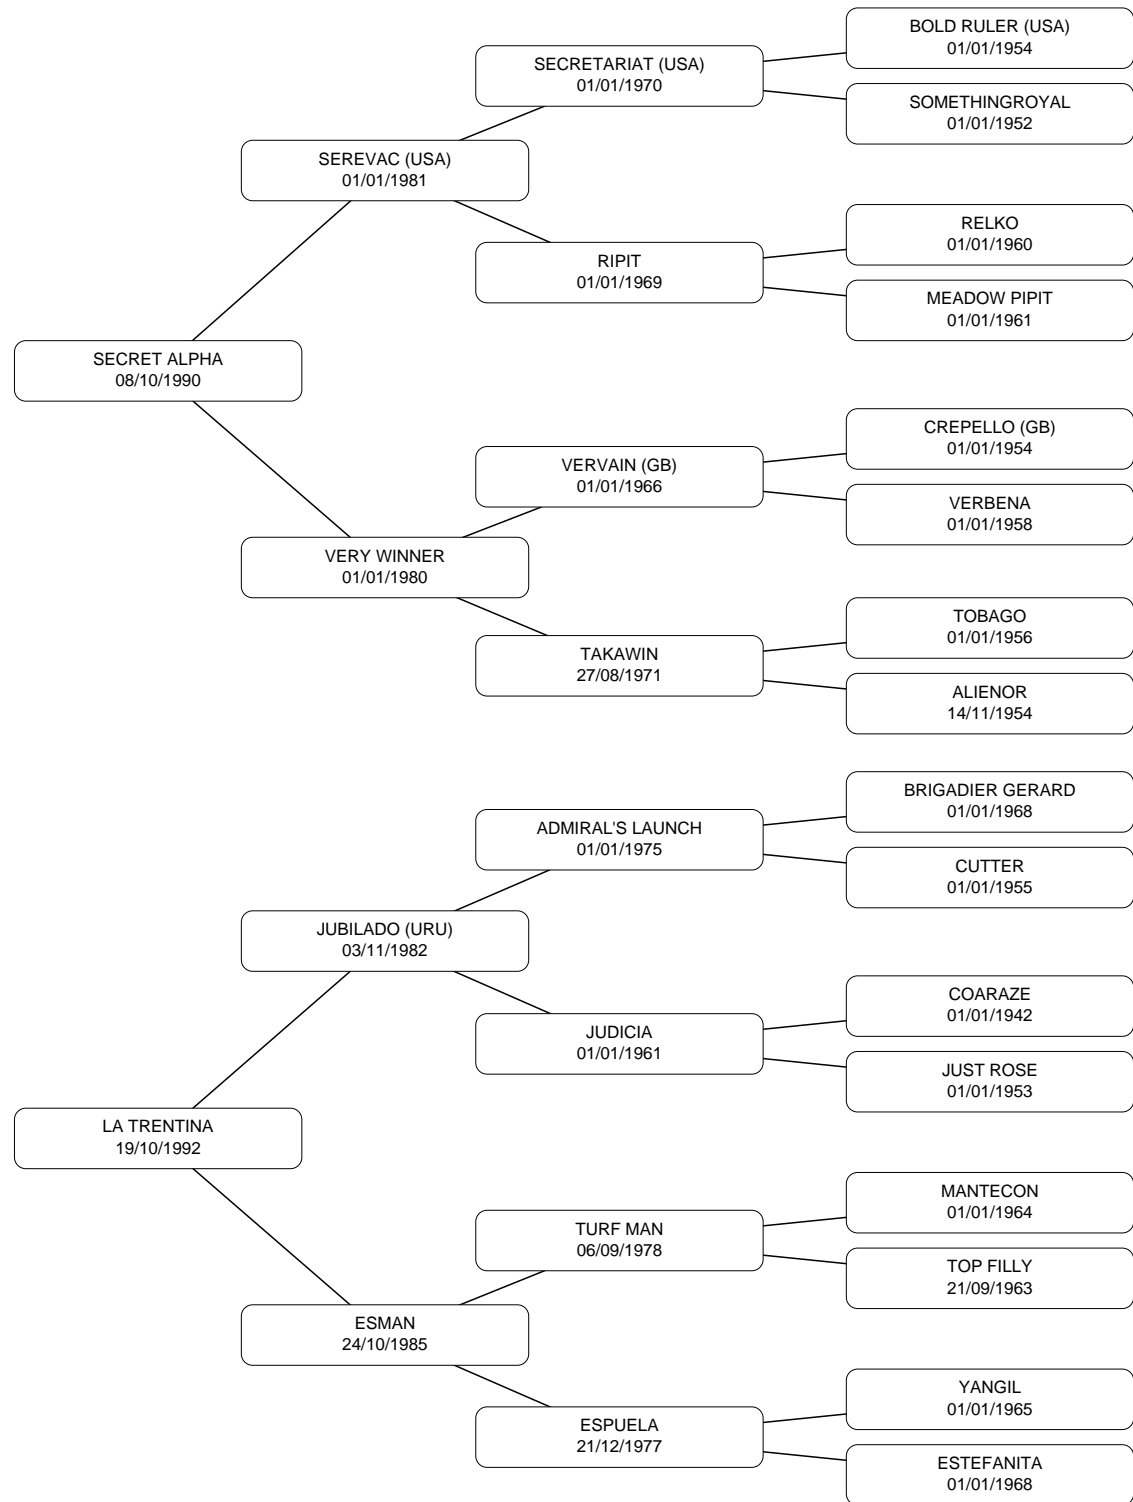 BOLD RULER (USA)
01/01/1954
SECRETARIAT (USA)
01/01/1970
SOMETHINGROYAL
01/01/1952
SEREVAC (USA)
01/01/1981
RELKO
01/01/1960
RIPIT
01/01/1969
MEADOW PIPIT
01/01/1961
SECRET ALPHA
08/10/1990
CREPELLO (GB)
01/01/1954
VERVAIN (GB)
01/01/1966
VERBENA
01/01/1958
VERY WINNER
01/01/1980
TOBAGO
01/01/1956
TAKAWIN
27/08/1971
ALIENOR
14/11/1954
BRIGADIER GERARD
01/01/1968
ADMIRAL'S LAUNCH
01/01/1975
CUTTER
01/01/1955
JUBILADO (URU)
03/11/1982
COARAZE
01/01/1942
JUDICIA
01/01/1961
JUST ROSE
01/01/1953
LA TRENTINA
19/10/1992
MANTECON
01/01/1964
TURF MAN
06/09/1978
TOP FILLY
21/09/1963
ESMAN
24/10/1985
YANGIL
01/01/1965
ESPUELA
21/12/1977
ESTEFANITA
01/01/1968